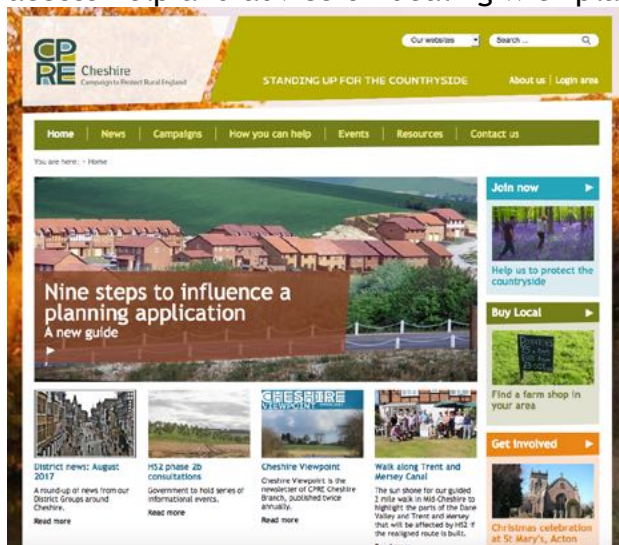 CPRE
Cheshire
Campaign to Protect Rural England
Our websites
Search ...
STANDING UP FOR THE COUNTRYSIDE
About us | Login area
Home | News | Campaigns | How you can help | Events | Resources | Contact us
You are here: > Home
Nine steps to influence a
planning application
A new guide
Join now
Help us to protect the
countryside
Buy Local
POTATOES
Find a farm shop in
your area
Get involved
Christmas celebration
at St Mary's, Acton
District news: August
2017
A round-up of news from our
District Groups around
Cheshire.
Read more
HS2 phase 2b
consultations
Government to hold series of
informational events.
Read more
CHESHIRE
VIEWPOINT
Cheshire Viewpoint
Cheshire Viewpoint is the
newsletter of CPRE Cheshire
Branch, published twice
annually.
Read more
Walk along Trent and
Mersey Canal
The sun shone for our guided
2 mile walk in Mid-Cheshire to
highlight the parts of the Dane
Valley and Trent and Mersey
that will be affected by HS2 if
the realigned route is built.